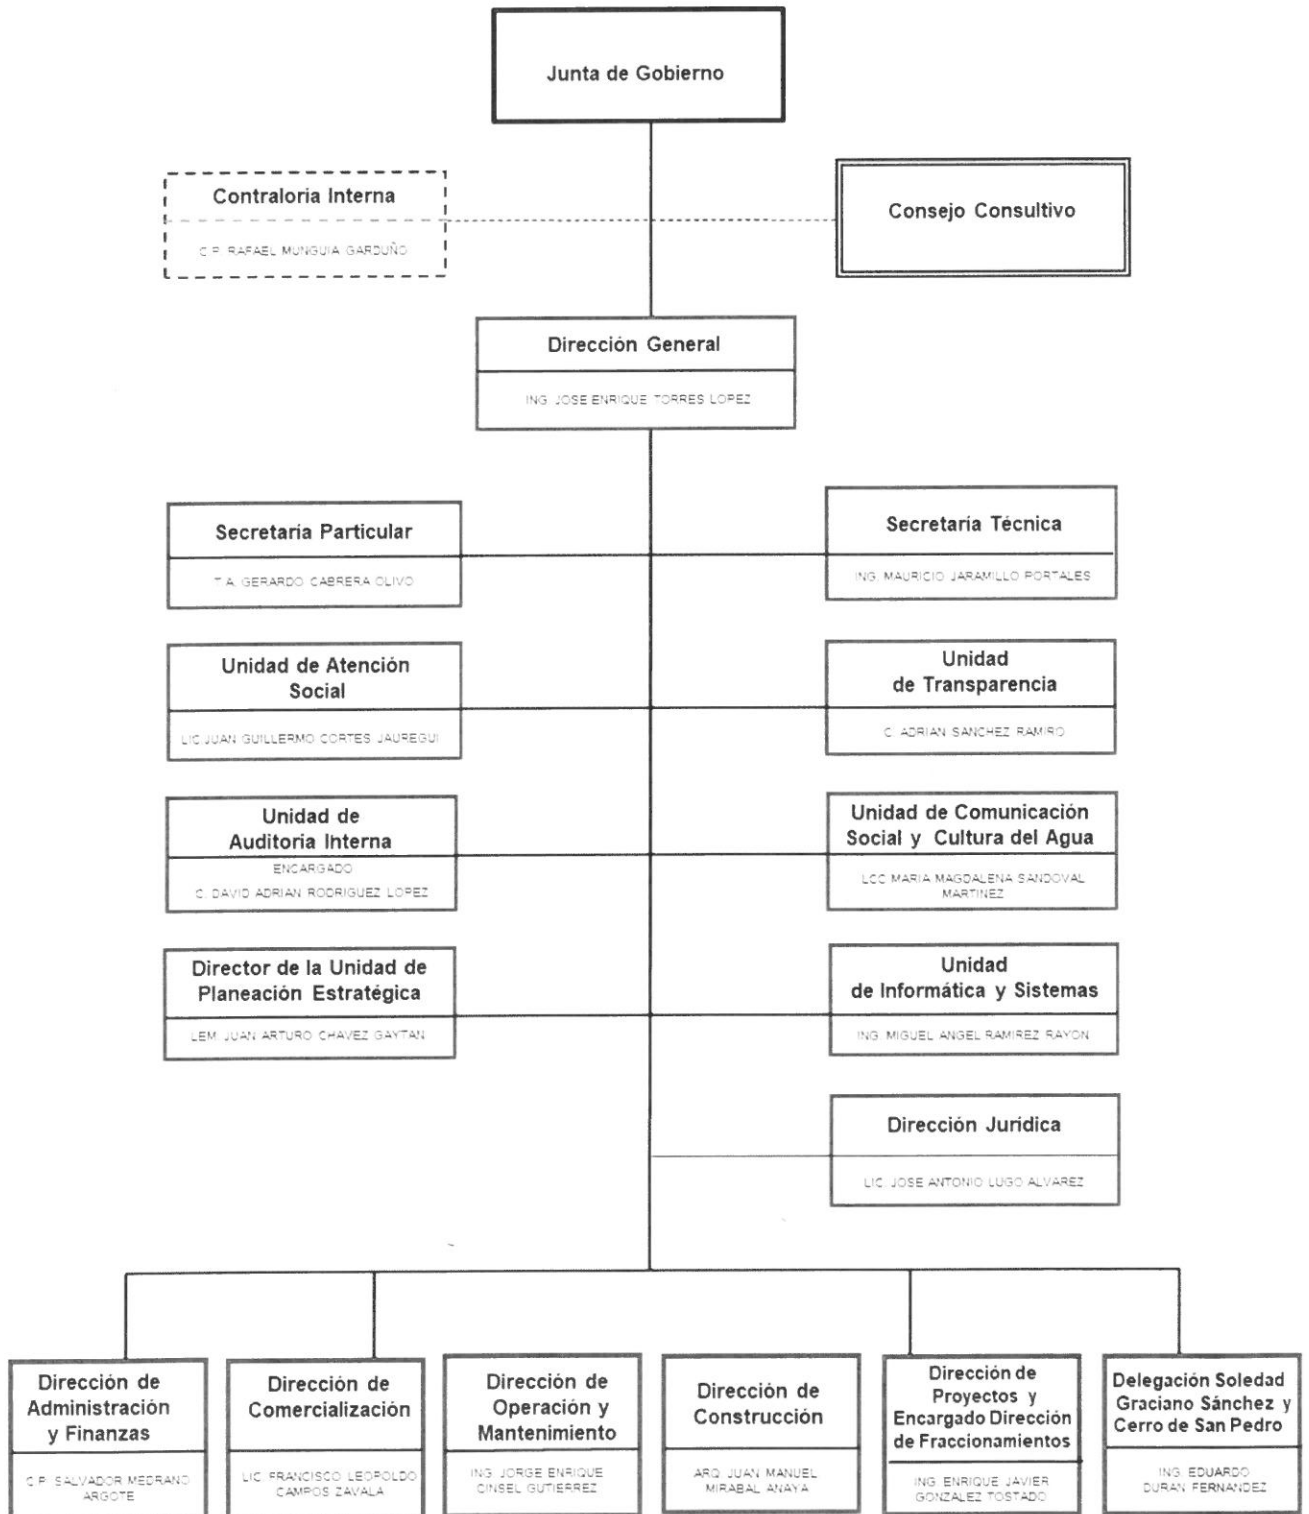 Junta de Gobierno
Contraloria Interna
C.P. RAFAEL MUNGUIA GARDUÑO
Consejo Consultivo
Dirección General
ING. JOSE ENRIQUE TORRES LOPEZ
Secretaría Particular
T.A. GERARDO CABRERA OLIVO
Secretaría Técnica
ING. MAURICIO JARAMILLO PORTALES
Unidad de Atención
Social
LIC.JUAN GUILLERMO CORTES JAUREGUI
Unidad
de Transparencia
C. ADRIAN SANCHEZ RAMIRO
Unidad de
Auditoria Interna
ENCARGADO
C. DAVID ADRIAN RODRIGUEZ LOPEZ
Unidad de Comunicación
Social y Cultura del Agua
LCC MARIA MAGDALENA SANDOVAL
MARTINEZ
Director de la Unidad de
Planeación Estratégica
LEM. JUAN ARTURO CHAVEZ GAYTAN
Unidad
de Informática y Sistemas
ING. MIGUEL ANGEL RAMIREZ RAYON
Dirección Jurídica
LIC. JOSE ANTONIO LUGO ALVAREZ
Dirección de
Administración
y Finanzas
C.P. SALVADOR MEDRANO
ARGOTE
Dirección de
Comercialización
LIC. FRANCISCO LEOPOLDO
CAMPOS ZAVALA
Dirección de
Operación y
Mantenimiento
ING. JORGE ENRIQUE
CINSEL GUTIERREZ
Dirección de
Construcción
ARQ. JUAN MANUEL
MIRABAL ANAYA
Dirección de
Proyectos y
Encargado Dirección
de Fraccionamientos
ING. ENRIQUE JAVIER
GONZALEZ TOSTADO
Delegación Soledad
Graciano Sánchez y
Cerro de San Pedro
ING. EDUARDO
DURAN FERNANDEZ